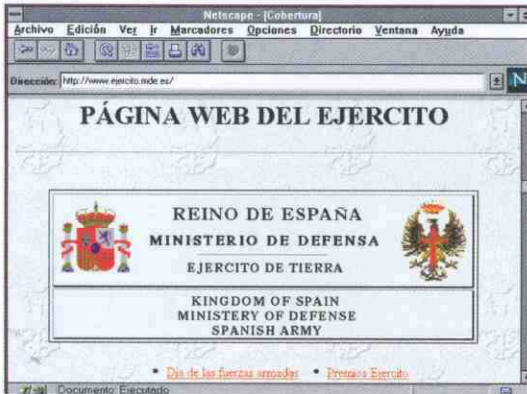 Netscape - [Cobertura]
Archivo Edición Ver Ir Marcadores Opciones Directorio Ventana Ayuda
Dirección: http://www.ejercito.mde.es/
N
PÁGINA WEB DEL EJERCITO
REINO DE ESPAÑA
MINISTERIO DE DEFENSA
EJERCITO DE TIERRA
KINGDOM OF SPAIN
MINISTERY OF DEFENSE
SPANISH ARMY
• Dia de las fuerzas armadas • Premios Ejercito
Documento: Ejecutado